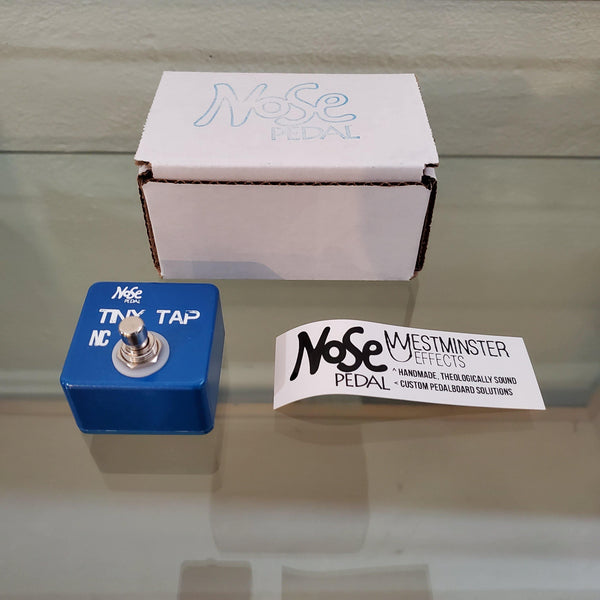 NoSe
PEDAL
NoSe
PEDAL
TINY TAP
NC
NoSe
PEDAL
WESTMINSTER
EFFECTS
^ HANDMADE, THEOLOGICALLY SOUND
< CUSTOM PEDALBOARD SOLUTIONS